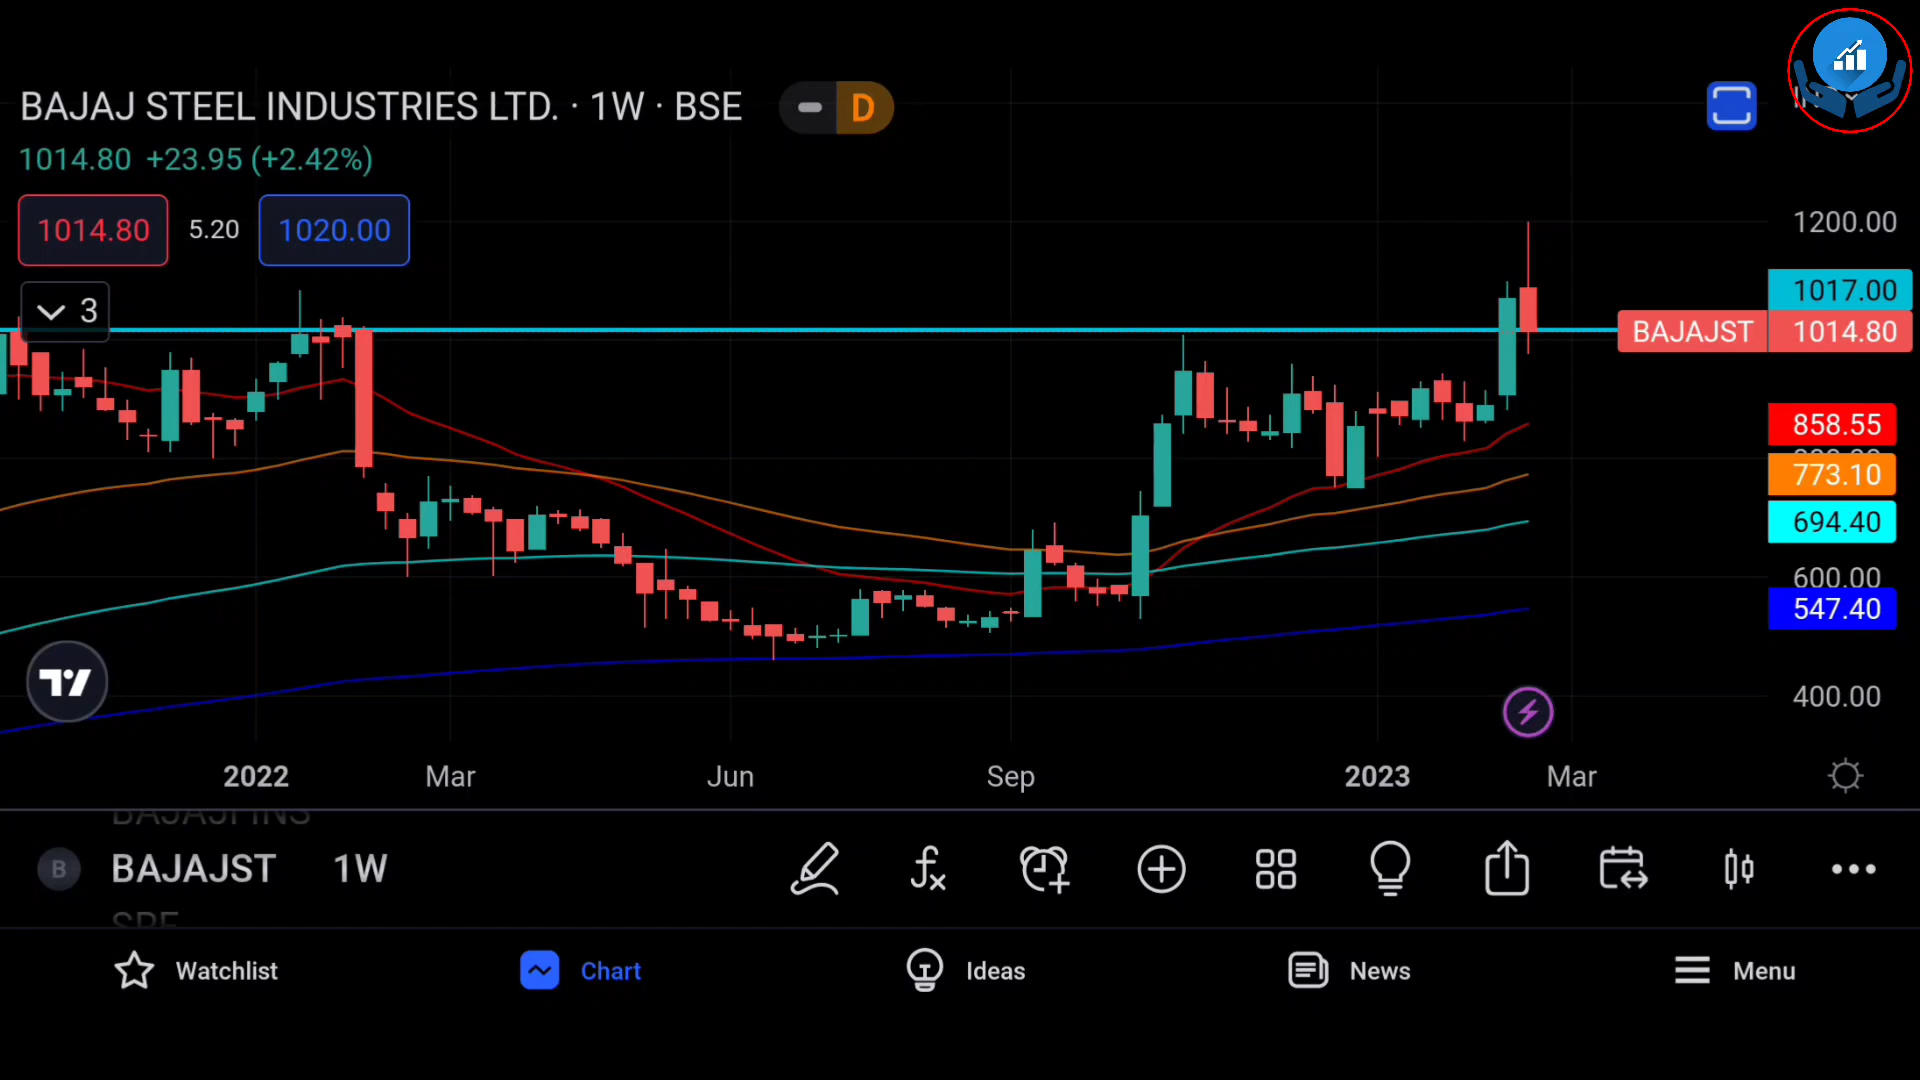 BAJAJ STEEL INDUSTRIES LTD. · 1W · BSE
D
1014.80 +23.95 (+2.42%)
1014.80 5.20 1020.00
3
1200.00
1017.00
BAJAJST 1014.80
858.55
773.10
694.40
600.00
547.40
400.00
2022 Mar Jun Sep 2023 Mar
B BAJAJST 1W
Watchlist Chart Ideas News Menu